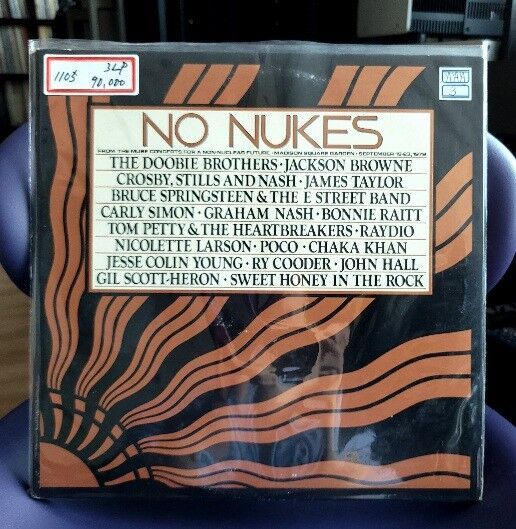 3LP
1103
90,000
NO NUKES
FROM THE MUSE CONCERTS FOR A NON-NUCLEAR FUTURE · MADISON SQUARE GARDEN · SEPTEMBER 19-23, 1979
THE DOOBIE BROTHERS · JACKSON BROWNE
CROSBY, STILLS AND NASH · JAMES TAYLOR
BRUCE SPRINGSTEEN & THE E STREET BAND
CARLY SIMON · GRAHAM NASH · BONNIE RAITT
TOM PETTY & THE HEARTBREAKERS · RAYDIO
NICOLETTE LARSON · POCO · CHAKA KHAN
JESSE COLIN YOUNG · RY COODER · JOHN HALL
GIL SCOTT-HERON · SWEET HONEY IN THE ROCK